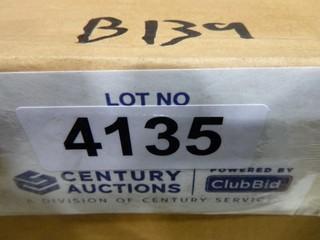 B139
LOT NO
4135
CENTURY AUCTIONS
POWERED BY
ClubBid
A DIVISION OF CENTURY SERVICES